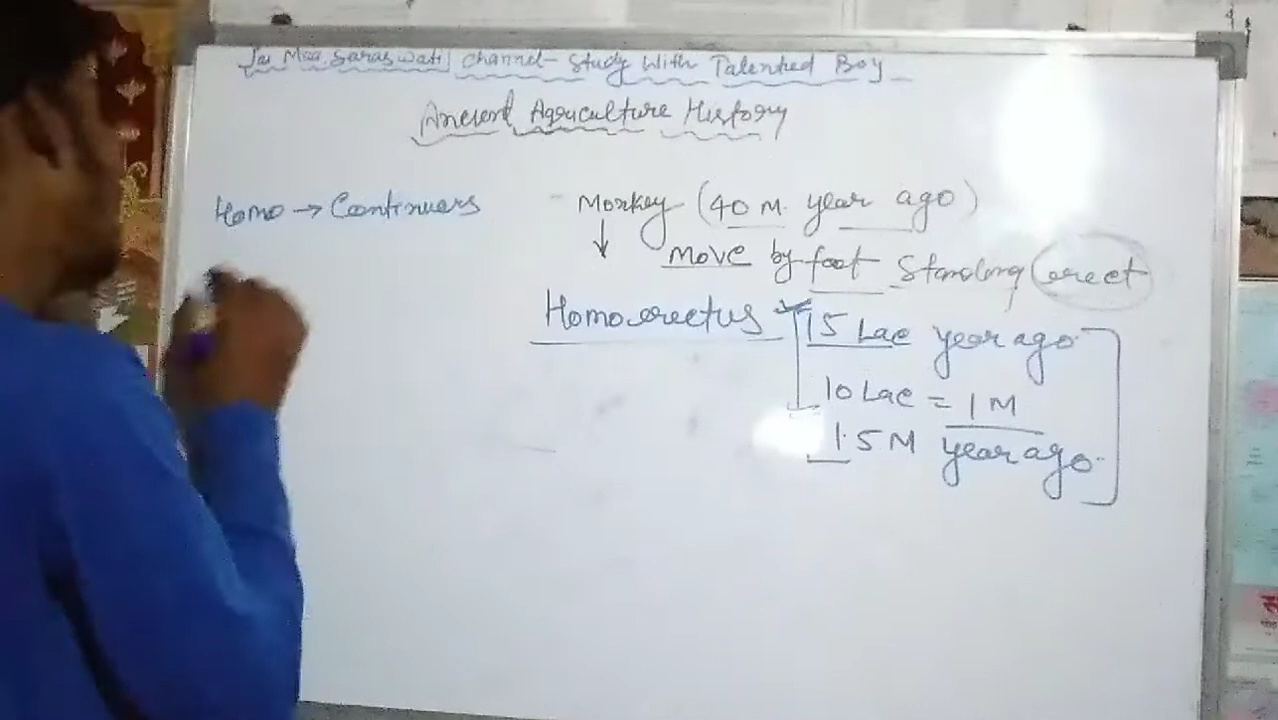 Jai Maa Saraswati Channel - Study With Talented Boy
Ancient Agriculture History
Homo → Continuers
Monkey (40 M. year ago)
↓
move by foot Standing (erect)
Homo erectus
15 Lac year ago
10 Lac = 1 M
1.5 M year ago